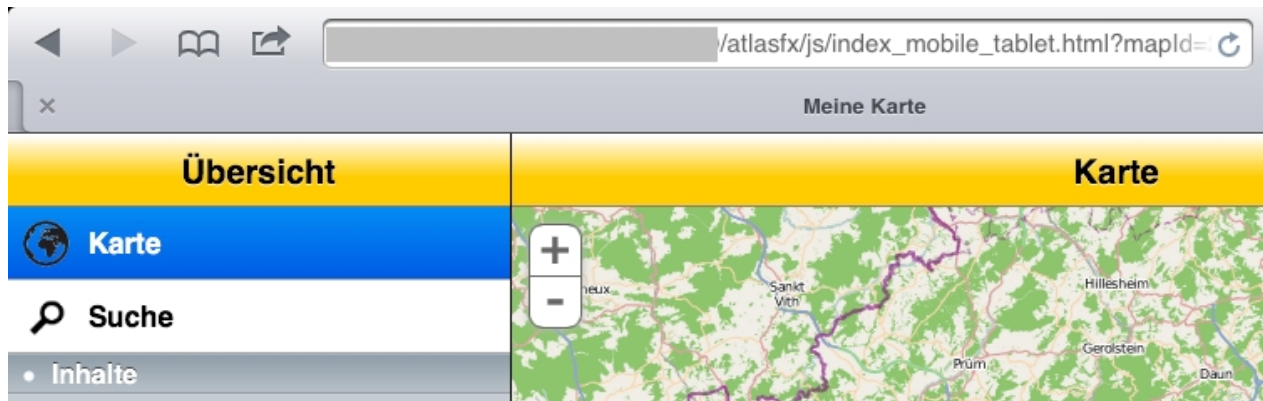 /atlasfx/js/index_mobile_tablet.html?mapId=
Meine Karte
Übersicht
Karte
Karte
Suche
Inhalte
+
-
Sankt
Vith
Hillesheim
Gerolstein
Prüm
Daun